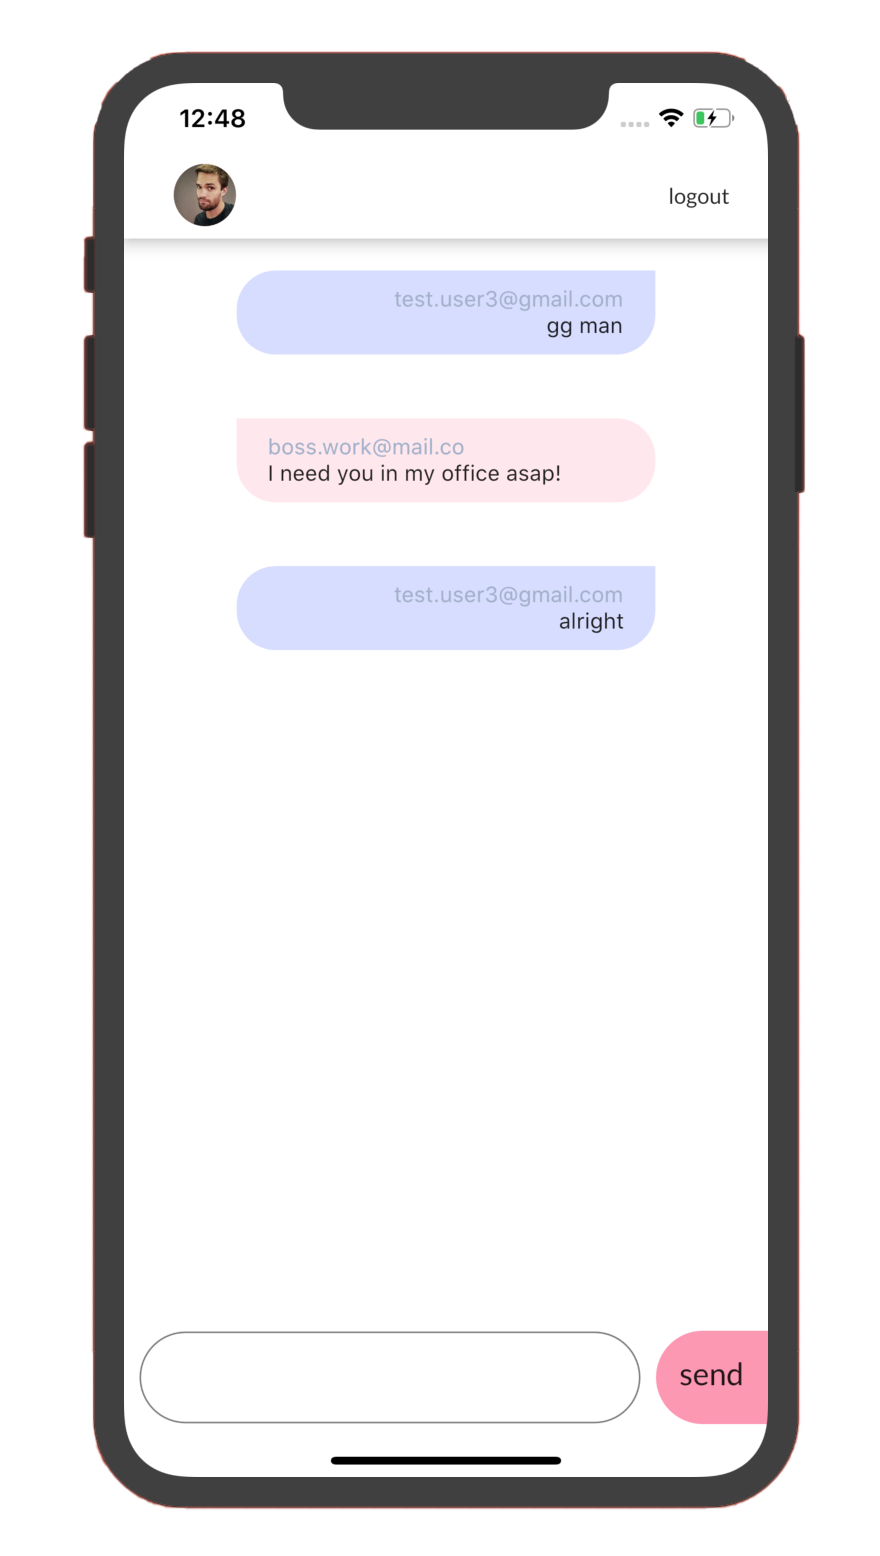 12:48
logout
test.user3@gmail.com
gg man
boss.work@mail.co
I need you in my office asap!
test.user3@gmail.com
alright
send